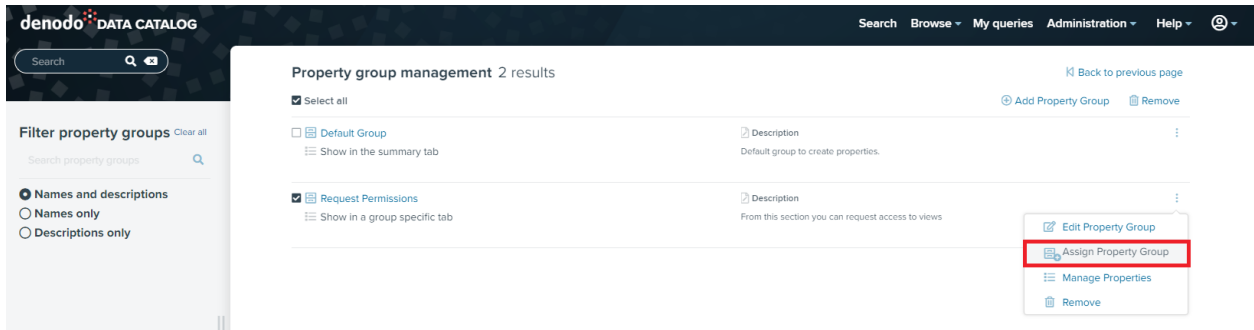 denodo DATA CATALOG
Search Browse My queries Administration Help
Search
Property group management 2 results
Back to previous page
Select all
Add Property Group Remove
Filter property groups Clear all
Search property groups
Names and descriptions
Names only
Descriptions only
Default Group
Show in the summary tab
Description
Default group to create properties.
Request Permissions
Show in a group specific tab
Description
From this section you can request access to views
Edit Property Group
Assign Property Group
Manage Properties
Remove